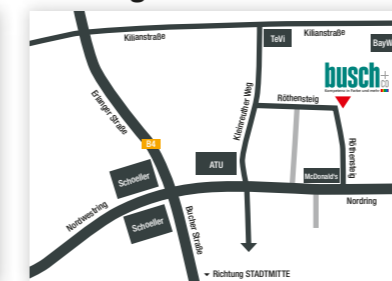 Kilianstraße
TeVi
Kilianstraße
BayW
busch+
co
Erlanger Straße
Kleinreuther Weg
Röthensteig
B4
Röthensteig
ATU
Schoeller
McDonald's
Nordwestring
Schoeller
Bucher Straße
Nordring
Richtung STADTMITTE